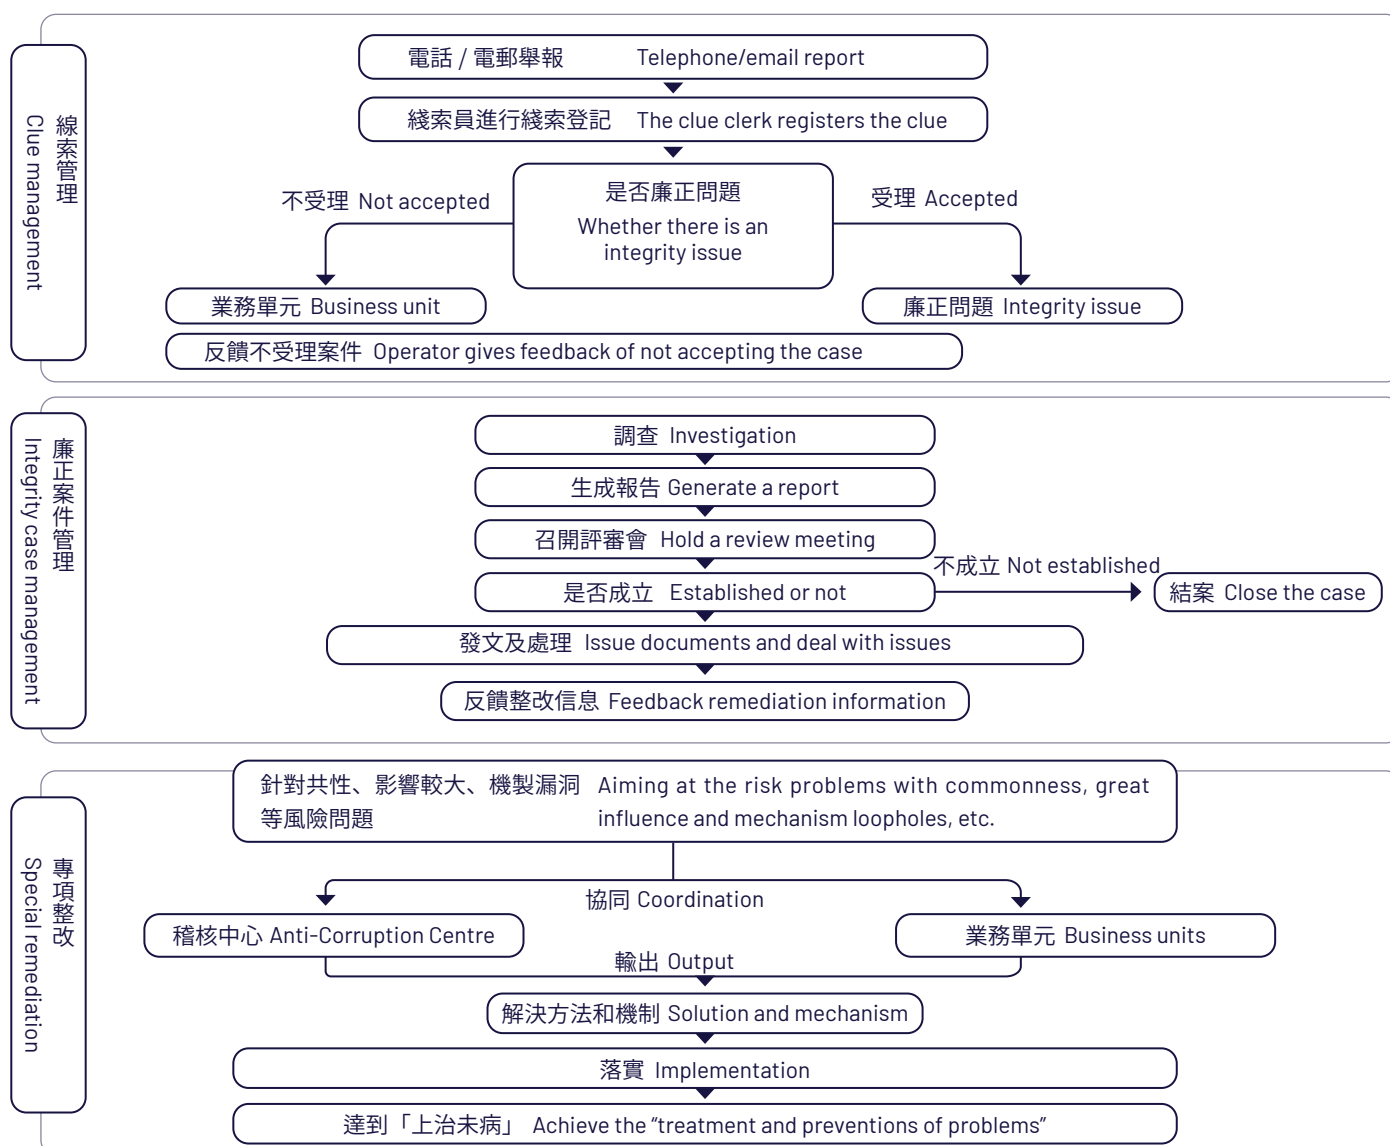 線索管理
Clue management
電話 / 電郵舉報 Telephone/email report
綫索員進行綫索登記 The clue clerk registers the clue
是否廉正問題
Whether there is an
integrity issue
不受理 Not accepted
受理 Accepted
業務單元 Business unit
廉正問題 Integrity issue
反饋不受理案件 Operator gives feedback of not accepting the case
廉正案件管理
Integrity case management
調查 Investigation
生成報告 Generate a report
召開評審會 Hold a review meeting
是否成立 Established or not
不成立 Not established
結案 Close the case
發文及處理 Issue documents and deal with issues
反饋整改信息 Feedback remediation information
專項整改
Special remediation
針對共性、影響較大、機製漏洞
等風險問題
Aiming at the risk problems with commonness, great
influence and mechanism loopholes, etc.
協同 Coordination
稽核中心 Anti-Corruption Centre
業務單元 Business units
輸出 Output
解決方法和機制 Solution and mechanism
落實 Implementation
達到「上治未病」 Achieve the “treatment and preventions of problems”